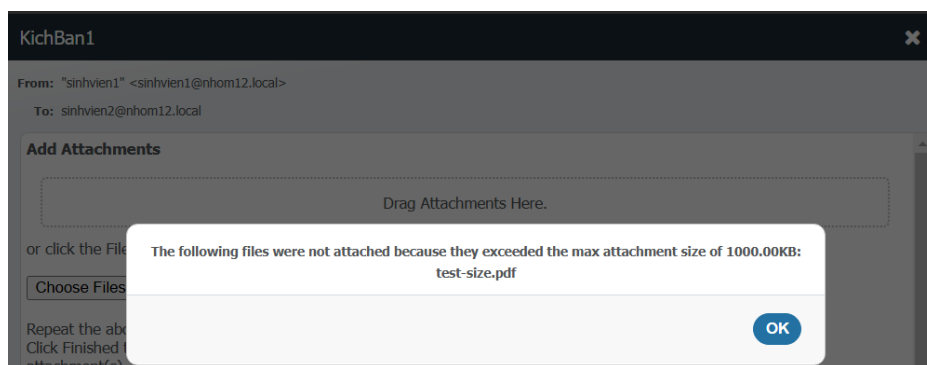 KichBan1
From: "sinhvien1" <sinhvien1@nhom12.local>
To: sinhvien2@nhom12.local
Add Attachments
Drag Attachments Here.
or click the File
The following files were not attached because they exceeded the max attachment size of 1000.00KB:
test-size.pdf
Choose Files
OK
Repeat the abo
Click Finished t
attachment(s)